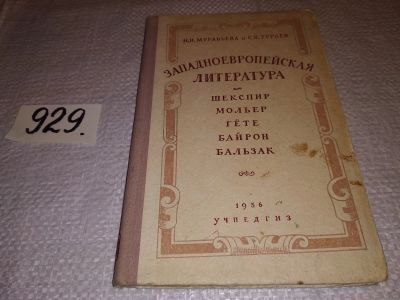 929.
Н.И. МУРАВЬЕВА и С.В. ТУРАЕВ
ЗАПАДНОЕВРОПЕЙСКАЯ
ЛИТЕРАТУРА
ШЕКСПИР
МОЛЬЕР
ГЁТЕ
БАЙРОН
БАЛЬЗАК
1956
УЧПЕДГИЗ